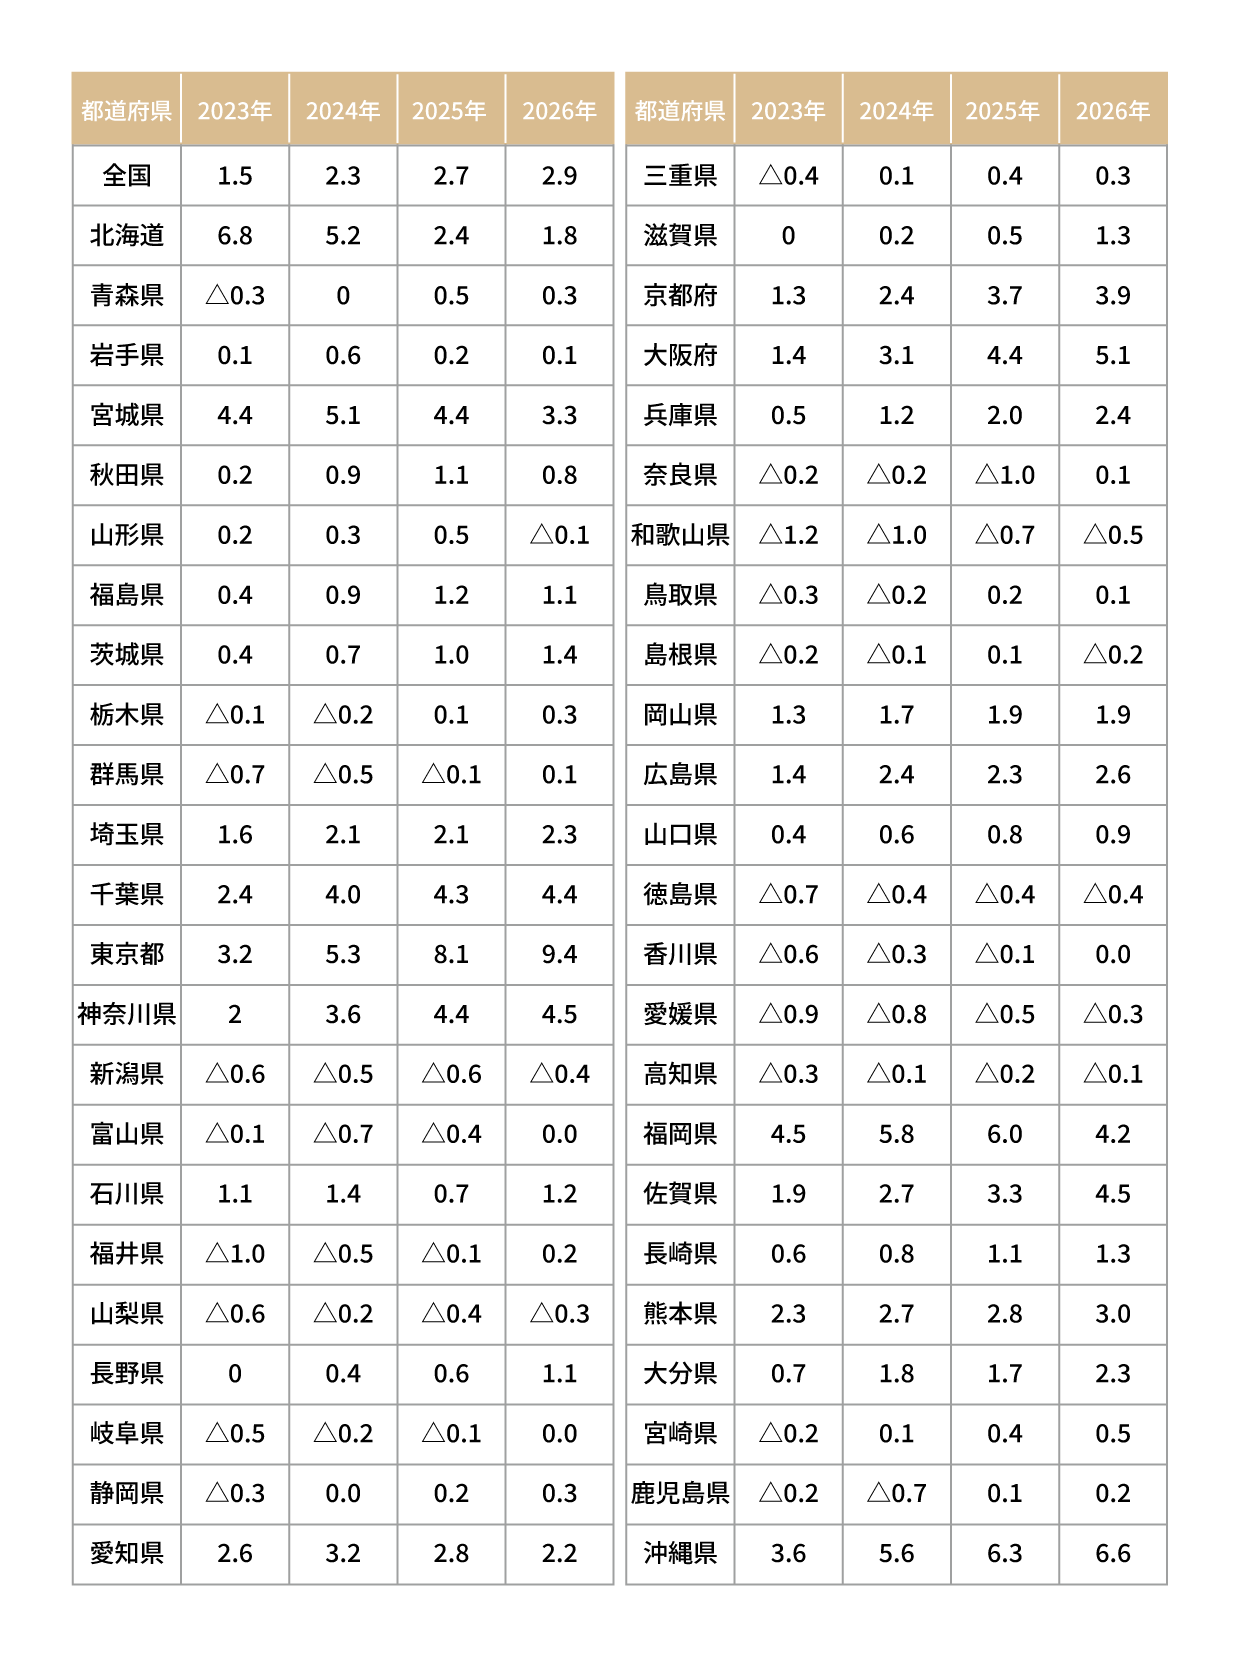 都道府県 2023年 2024年 2025年 2026年
全国 1.5 2.3 2.7 2.9
北海道 6.8 5.2 2.4 1.8
青森県 △0.3 0 0.5 0.3
岩手県 0.1 0.6 0.2 0.1
宮城県 4.4 5.1 4.4 3.3
秋田県 0.2 0.9 1.1 0.8
山形県 0.2 0.3 0.5 △0.1
福島県 0.4 0.9 1.2 1.1
茨城県 0.4 0.7 1.0 1.4
栃木県 △0.1 △0.2 0.1 0.3
群馬県 △0.7 △0.5 △0.1 0.1
埼玉県 1.6 2.1 2.1 2.3
千葉県 2.4 4.0 4.3 4.4
東京都 3.2 5.3 8.1 9.4
神奈川県 2 3.6 4.4 4.5
新潟県 △0.6 △0.5 △0.6 △0.4
富山県 △0.1 △0.7 △0.4 0.0
石川県 1.1 1.4 0.7 1.2
福井県 △1.0 △0.5 △0.1 0.2
山梨県 △0.6 △0.2 △0.4 △0.3
長野県 0 0.4 0.6 1.1
岐阜県 △0.5 △0.2 △0.1 0.0
静岡県 △0.3 0.0 0.2 0.3
愛知県 2.6 3.2 2.8 2.2
都道府県 2023年 2024年 2025年 2026年
三重県 △0.4 0.1 0.4 0.3
滋賀県 0 0.2 0.5 1.3
京都府 1.3 2.4 3.7 3.9
大阪府 1.4 3.1 4.4 5.1
兵庫県 0.5 1.2 2.0 2.4
奈良県 △0.2 △0.2 △1.0 0.1
和歌山県 △1.2 △1.0 △0.7 △0.5
鳥取県 △0.3 △0.2 0.2 0.1
島根県 △0.2 △0.1 0.1 △0.2
岡山県 1.3 1.7 1.9 1.9
広島県 1.4 2.4 2.3 2.6
山口県 0.4 0.6 0.8 0.9
徳島県 △0.7 △0.4 △0.4 △0.4
香川県 △0.6 △0.3 △0.1 0.0
愛媛県 △0.9 △0.8 △0.5 △0.3
高知県 △0.3 △0.1 △0.2 △0.1
福岡県 4.5 5.8 6.0 4.2
佐賀県 1.9 2.7 3.3 4.5
長崎県 0.6 0.8 1.1 1.3
熊本県 2.3 2.7 2.8 3.0
大分県 0.7 1.8 1.7 2.3
宮崎県 △0.2 0.1 0.4 0.5
鹿児島県 △0.2 △0.7 0.1 0.2
沖縄県 3.6 5.6 6.3 6.6